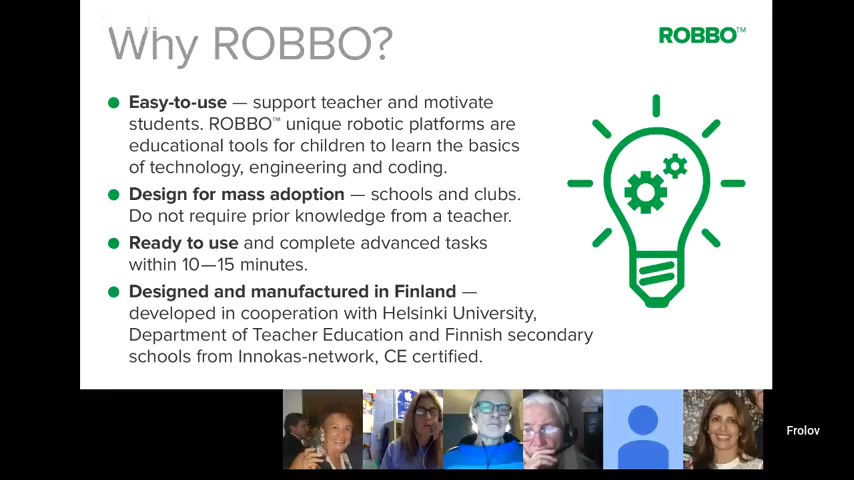 Why ROBBO?
ROBBO™
Easy-to-use — support teacher and motivate
students. ROBBO™ unique robotic platforms are
educational tools for children to learn the basics
of technology, engineering and coding.
Design for mass adoption — schools and clubs.
Do not require prior knowledge from a teacher.
Ready to use and complete advanced tasks
within 10—15 minutes.
Designed and manufactured in Finland —
developed in cooperation with Helsinki University,
Department of Teacher Education and Finnish secondary
schools from Innokas-network, CE certified.
Frolov